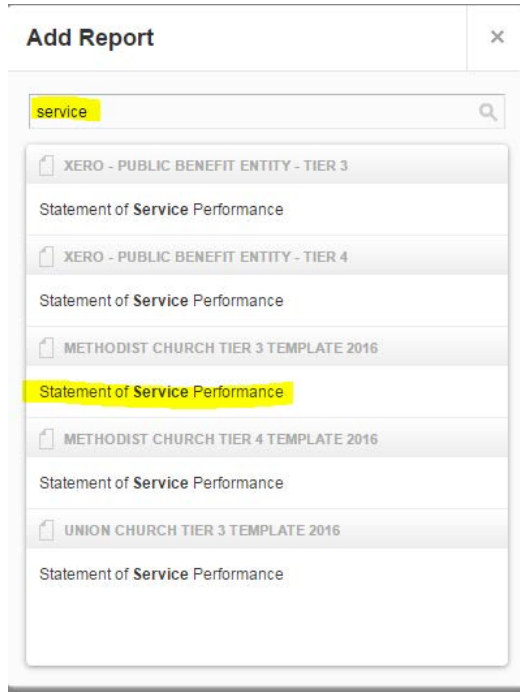 Add Report
service
XERO - PUBLIC BENEFIT ENTITY - TIER 3
Statement of Service Performance
XERO - PUBLIC BENEFIT ENTITY - TIER 4
Statement of Service Performance
METHODIST CHURCH TIER 3 TEMPLATE 2016
Statement of Service Performance
METHODIST CHURCH TIER 4 TEMPLATE 2016
Statement of Service Performance
UNION CHURCH TIER 3 TEMPLATE 2016
Statement of Service Performance